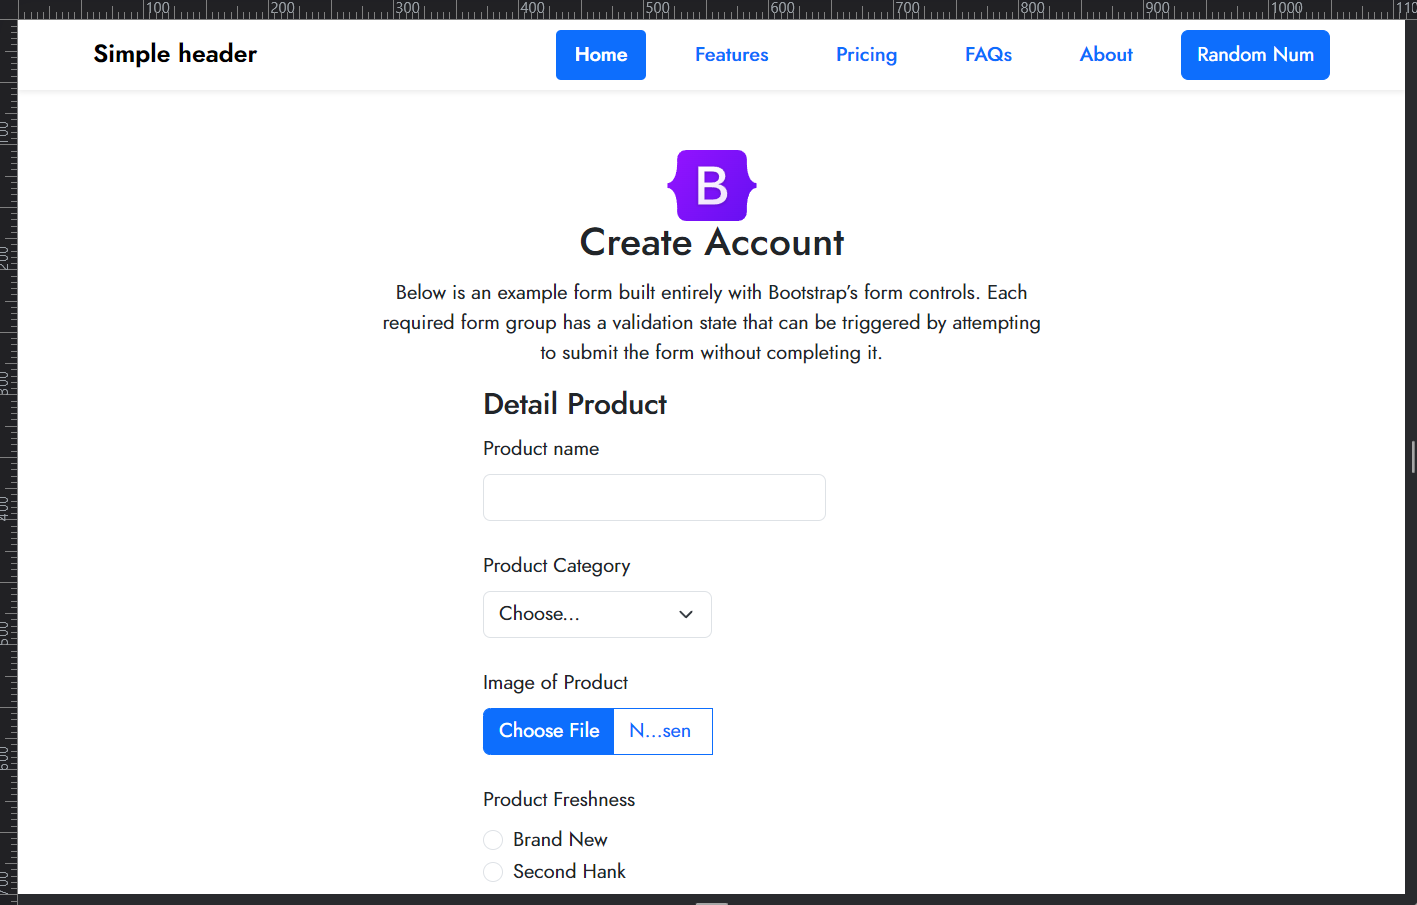 100 200 300 400 500 600 700 800 900 1000 110
Simple header Home Features Pricing FAQs About Random Num
100
B
Create Account
200
Below is an example form built entirely with Bootstrap’s form controls. Each
required form group has a validation state that can be triggered by attempting
to submit the form without completing it.
300
Detail Product
Product name
400
Product Category
Choose...
500
Image of Product
Choose File N...sen
600
Product Freshness
Brand New
Second Hank
700